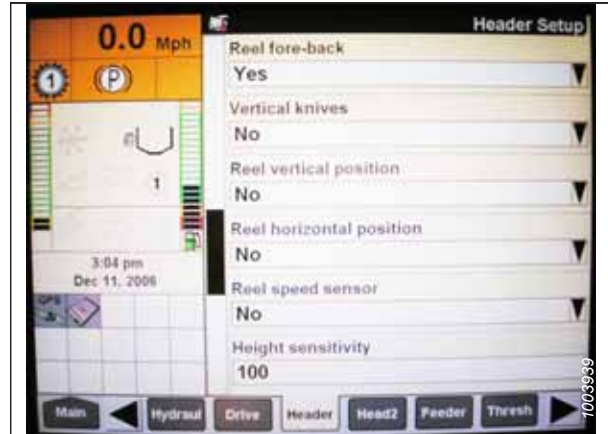 0.0 Mph
1
P
1
3:04 pm
Dec 11, 2006
GPS
Header Setup
Reel fore-back
Yes
Vertical knives
No
Reel vertical position
No
Reel horizontal position
No
Reel speed sensor
No
Height sensitivity
100
Main
Hydraul
Drive
Header
Head2
Feeder
Thresh
1003939